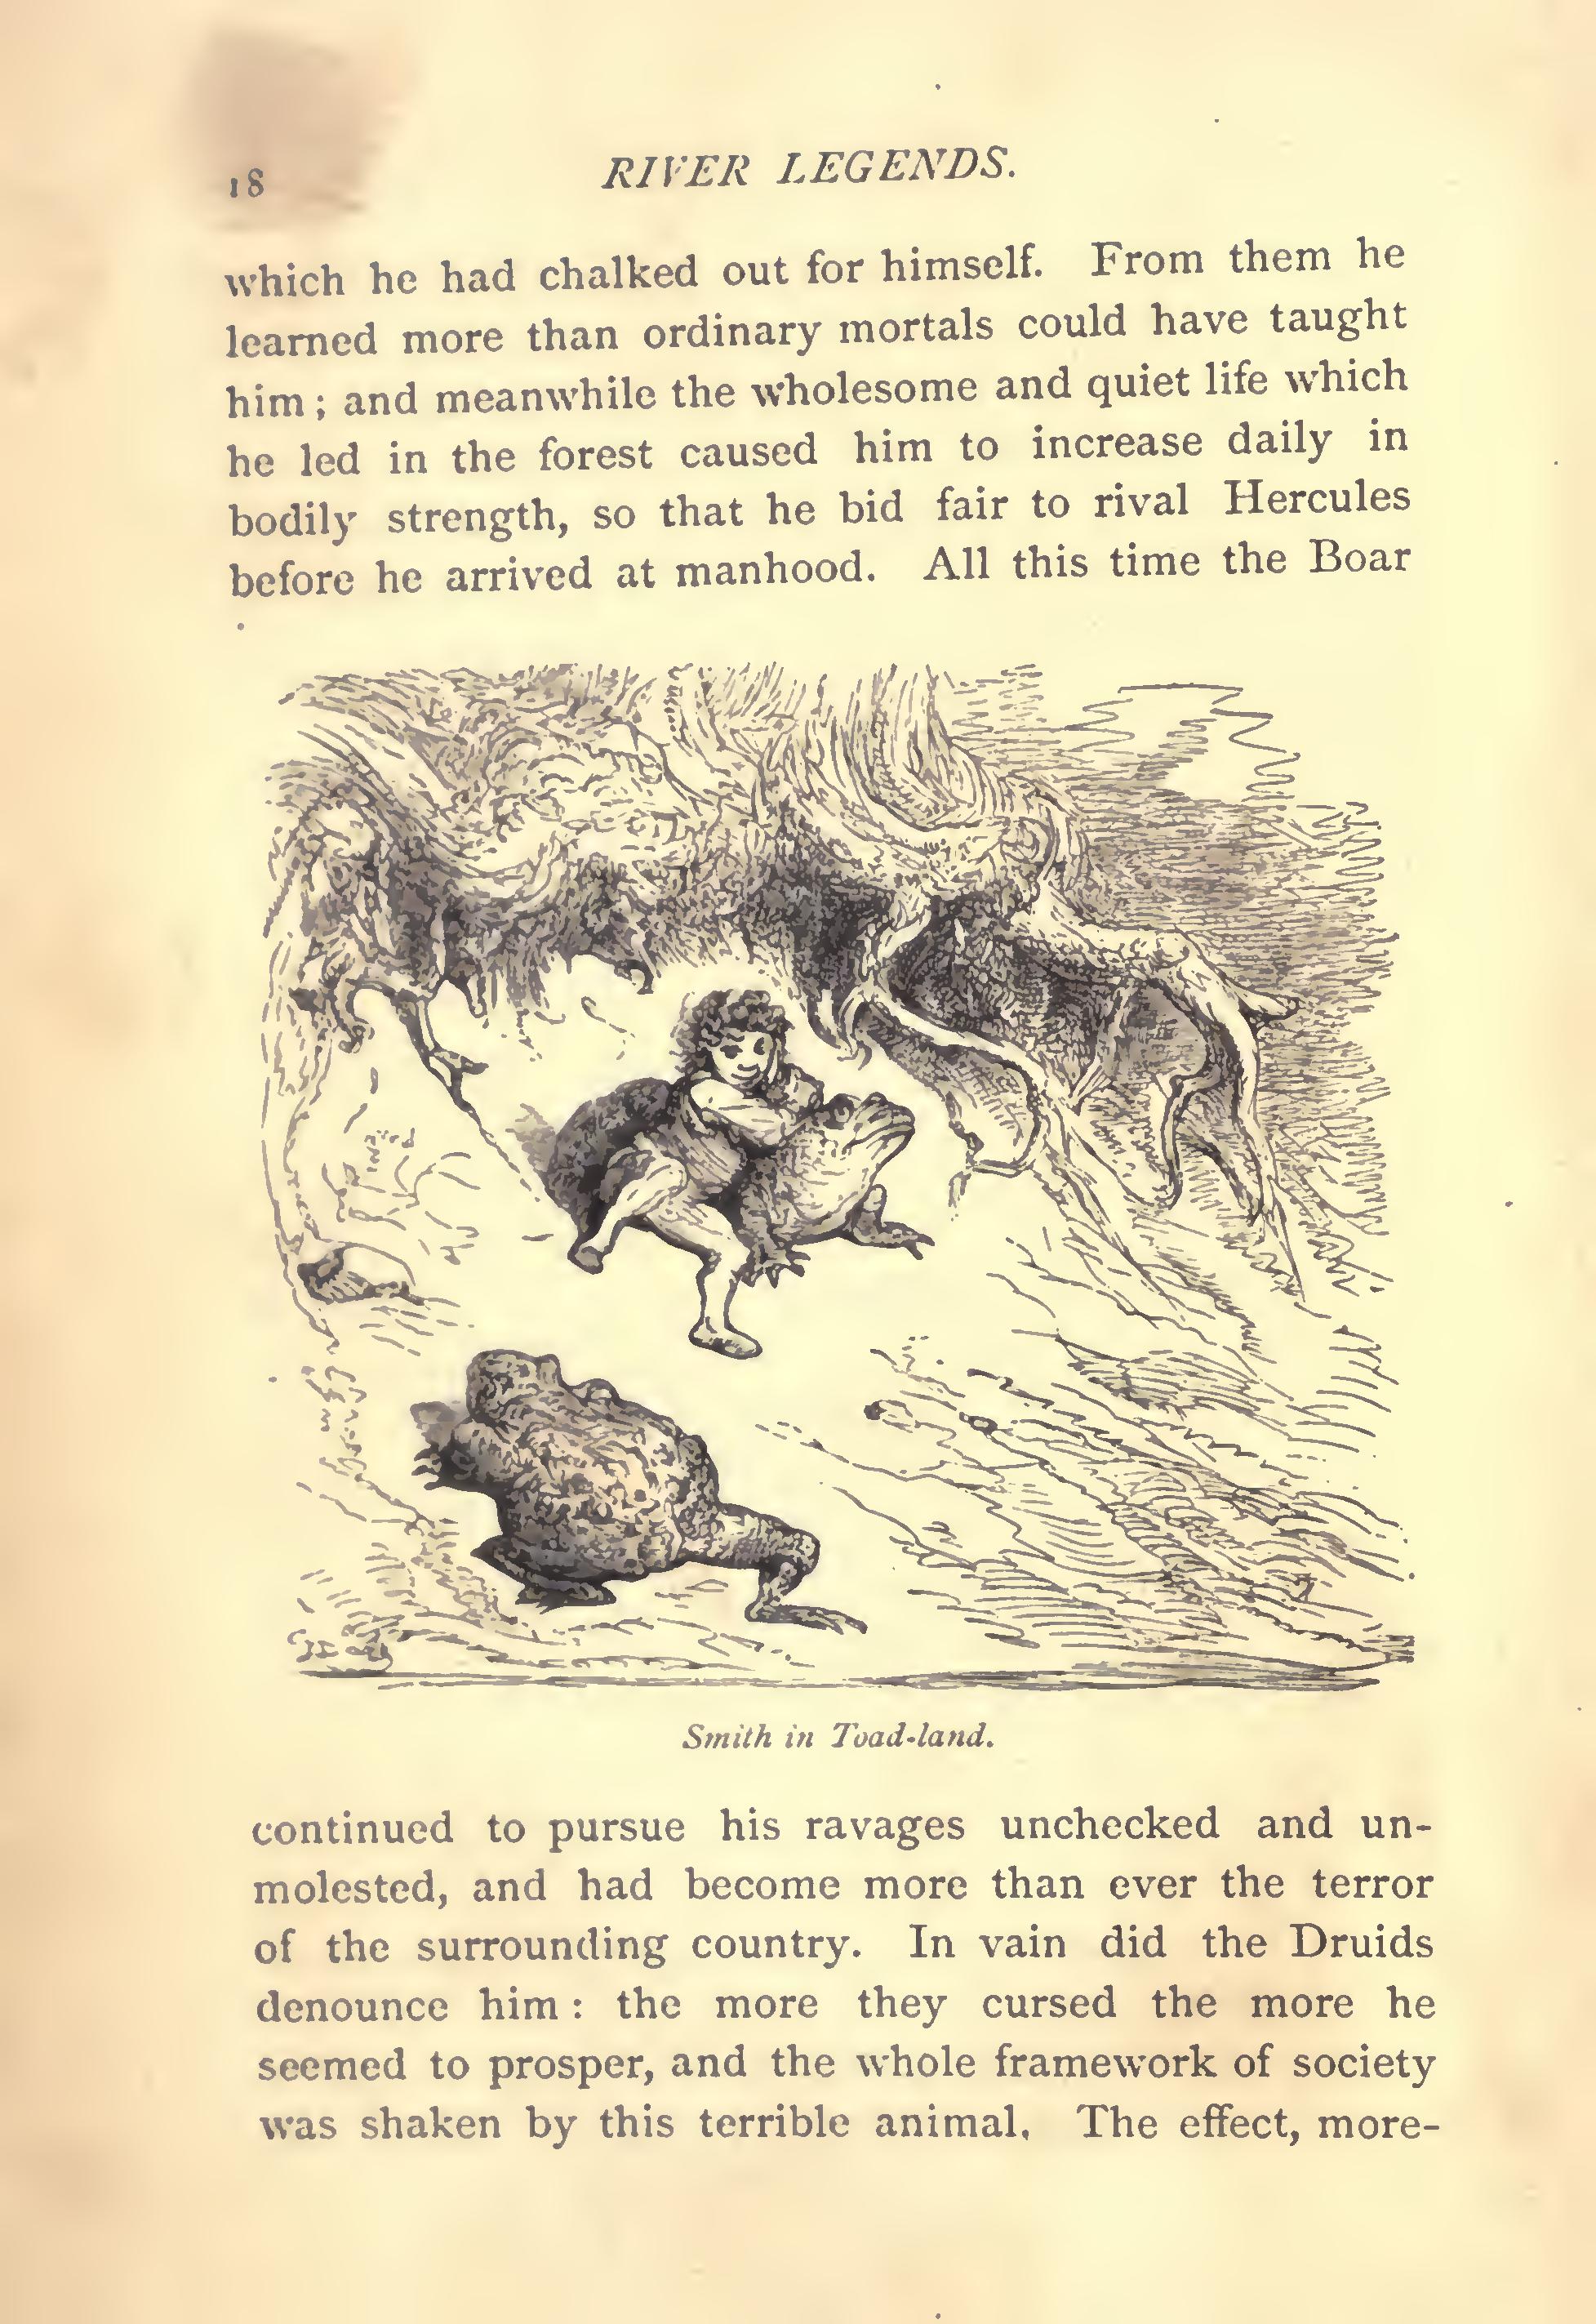 18
RIVER LEGENDS.
which he had chalked out for himself. From them he
learned more than ordinary mortals could have taught
him; and meanwhile the wholesome and quiet life which
he led in the forest caused him to increase daily in
bodily strength, so that he bid fair to rival Hercules
before he arrived at manhood. All this time the Boar
Smith in Toad-land.
continued to pursue his ravages unchecked and un-
molested, and had become more than ever the terror
of the surrounding country. In vain did the Druids
denounce him: the more they cursed the more he
seemed to prosper, and the whole framework of society
was shaken by this terrible animal. The effect, more-